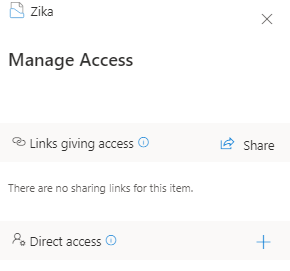 Zika
Manage Access
Links giving access
Share
There are no sharing links for this item.
Direct access